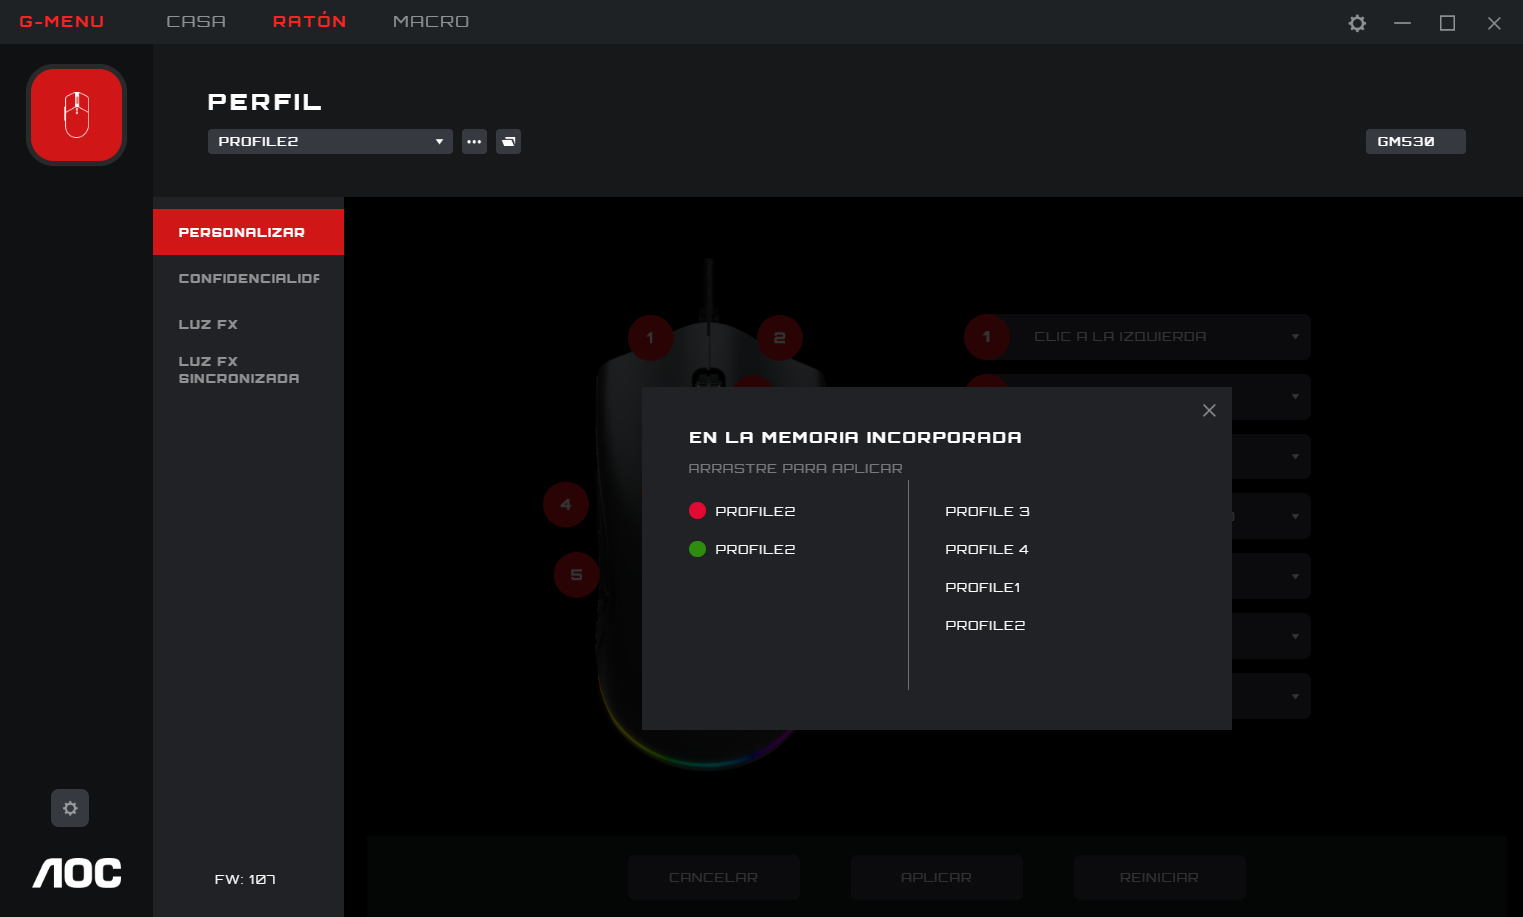 G-MENU
CASA
RATÓN
MACRO
PERFIL
PROFILE2
GM530
PERSONALIZAR
CONFIDENCIALIDA
LUZ FX
LUZ FX
SINCRONIZADA
1
2
1
CLIC A LA IZQUIERDA
EN LA MEMORIA INCORPORADA
ARRASTRE PARA APLICAR
PROFILE2
PROFILE 3
4
PROFILE2
PROFILE 4
5
PROFILE1
PROFILE2
AOC
FW: 107
CANCELAR
APLICAR
REINICIAR